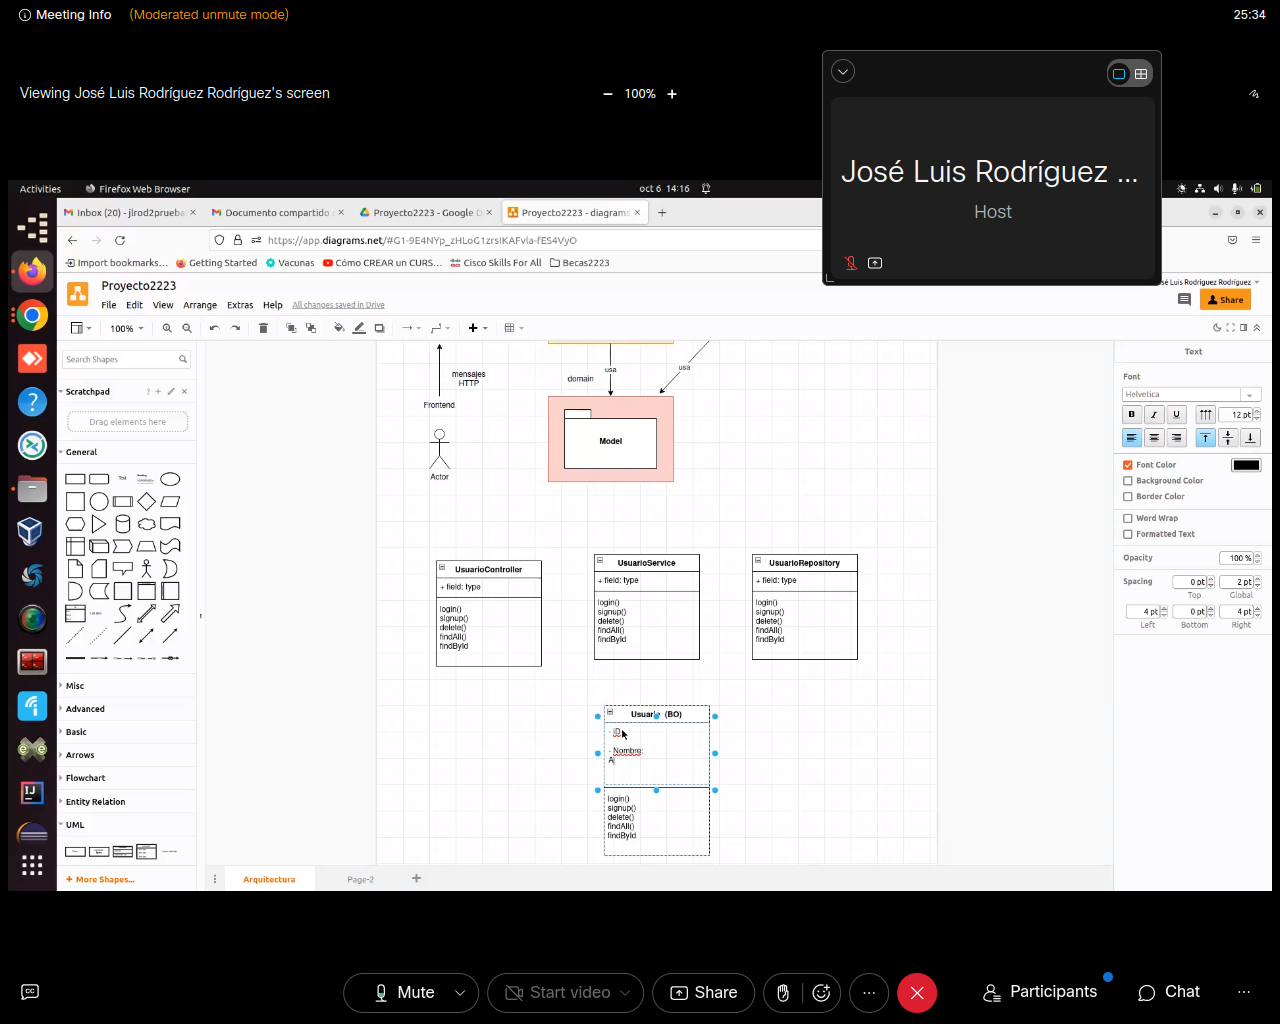 Meeting Info (Moderated unmute mode) 25:34
Viewing José Luis Rodríguez Rodríguez's screen
100%
José Luis Rodríguez ...
Host
Activities Firefox Web Browser oct 6 14:16
Inbox (20) - jlrod2prueba
Documento compartido
Proyecto2223 - Google D
Proyecto2223 - diagrams
https://app.diagrams.net/#G1-9E4NYp_zHLoG1zrsIKAFvla-fES4VyO
Import bookmarks... Getting Started Vacunas Cómo CREAR un CURS... Cisco Skills For All Becas2223
Proyecto2223
sé Luis Rodríguez Rodríguez
File Edit View Arrange Extras Help All changes saved in Drive
Share
100%
Search Shapes
Scratchpad
Drag elements here
General
Text
Misc
Advanced
Basic
Arrows
Flowchart
Entity Relation
UML
+ More Shapes...
mensajes
HTTP
Frontend
Actor
domain
usa
usa
Model
UsuarioController
+ field: type
login()
signup()
delete()
findAll()
findById
UsuarioService
+ field: type
login()
signup()
delete()
findAll()
findById
UsuarioRepository
+ field: type
login()
signup()
delete()
findAll()
findById
(BO)
- ID
- Nombre:
A
login()
signup()
delete()
findAll()
findById
Arquitectura
Page-2
Text
Font
Helvetica
B I U 12 pt
Font Color
Background Color
Border Color
Word Wrap
Formatted Text
Opacity 100 %
Spacing 0 pt 2 pt
Top Global
4 pt 0 pt 4 pt
Left Bottom Right
CC
Mute
Start video
Share
Participants
Chat